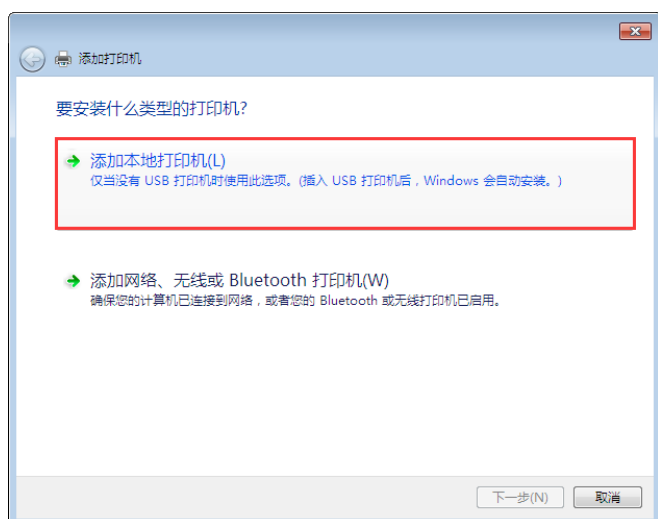 添加打印机
要安装什么类型的打印机?
添加本地打印机(L)
仅当没有 USB 打印机时使用此选项。(插入 USB 打印机后，Windows 会自动安装。)
添加网络、无线或 Bluetooth 打印机(W)
确保您的计算机已连接到网络，或者您的 Bluetooth 或无线打印机已启用。
下一步(N)
取消